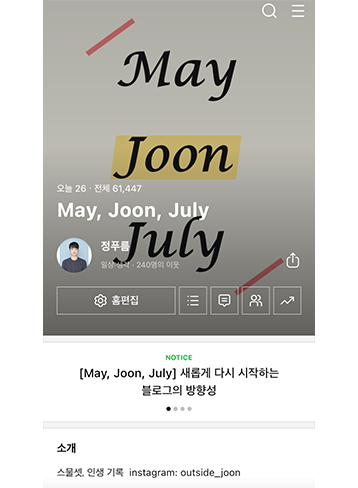 May
Joon
July
오늘 26 · 전체 61,447
May, Joon, July
정푸름
일상·생각 · 240명의 이웃
홈편집
NOTICE
[May, Joon, July] 새롭게 다시 시작하는
블로그의 방향성
소개
스물셋, 인생 기록 instagram: outside_joon